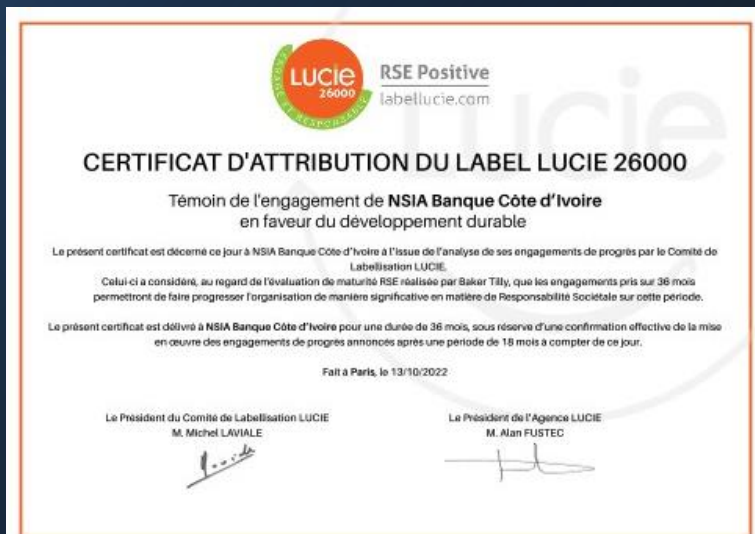 LUCIE
26000
ENGAGÉ ET RESPONSABLE
RSE Positive
labellucie.com
lucie
CERTIFICAT D'ATTRIBUTION DU LABEL LUCIE 26000
Témoin de l'engagement de NSIA Banque Côte d'Ivoire
en faveur du développement durable
Le présent certificat est décerné ce jour à NSIA Banque Côte d'Ivoire à l'issue de l'analyse de ses engagements de progrès par le Comité de
Labellisation LUCIE.
Celui-ci a considéré, au regard de l'évaluation de maturité RSE réalisée par Baker Tilly, que les engagements pris sur 36 mois
permettront de faire progresser l'organisation de manière significative en matière de Responsabilité Sociétale sur cette période.
Le présent certificat est délivré à NSIA Banque Côte d'Ivoire pour une durée de 36 mois, sous réserve d'une confirmation effective de la mise
en œuvre des engagements de progrès annoncés après une période de 18 mois à compter de ce jour.
Fait à Paris, le 13/10/2022
Le Président du Comité de Labellisation LUCIE
M. Michel LAVIALE
Le Président de l'Agence LUCIE
M. Alan FUSTEC